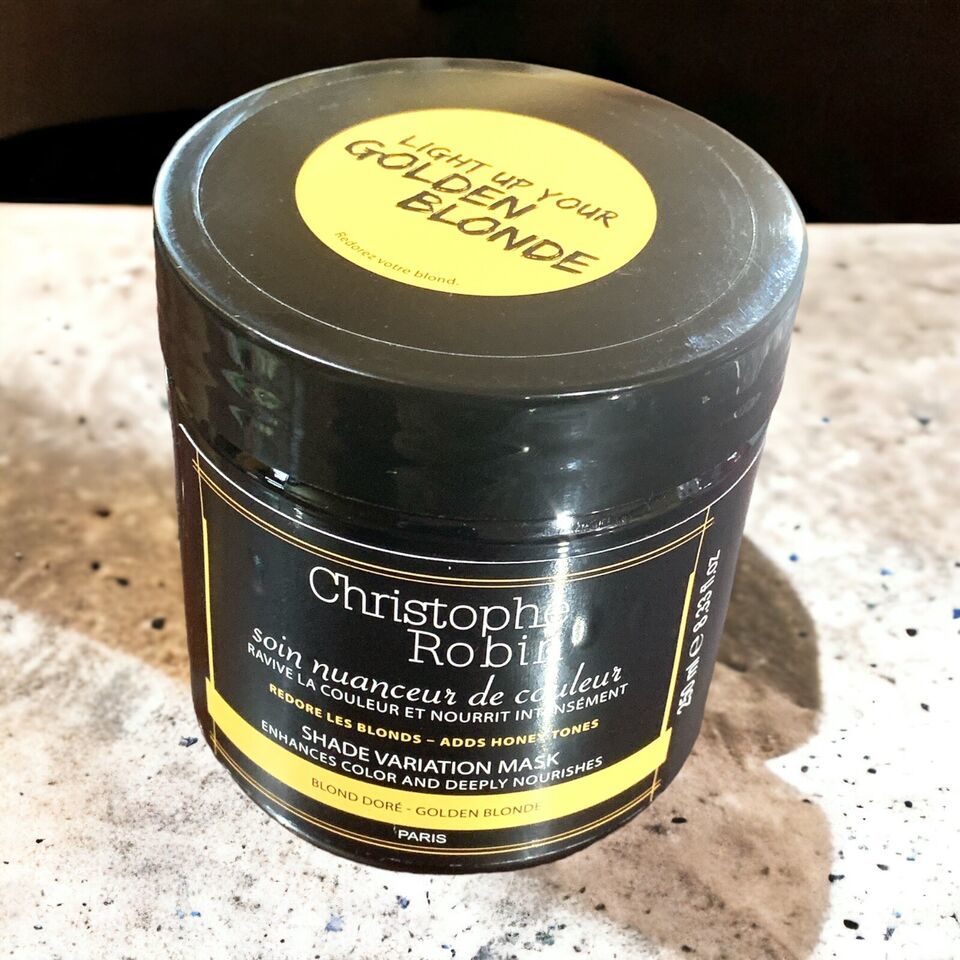 LIGHT UP YOUR
GOLDEN
BLONDE
Redorez votre blond.
Christophe
Robin
soin nuanceur de couleur
RAVIVE LA COULEUR ET NOURRIT INTENSÉMENT
REDORE LES BLONDS – ADDS HONEY TONES
SHADE VARIATION MASK
ENHANCES COLOR AND DEEPLY NOURISHES
BLOND DORÉ - GOLDEN BLONDE
PARIS
250 ml e 8.33 fl.oz